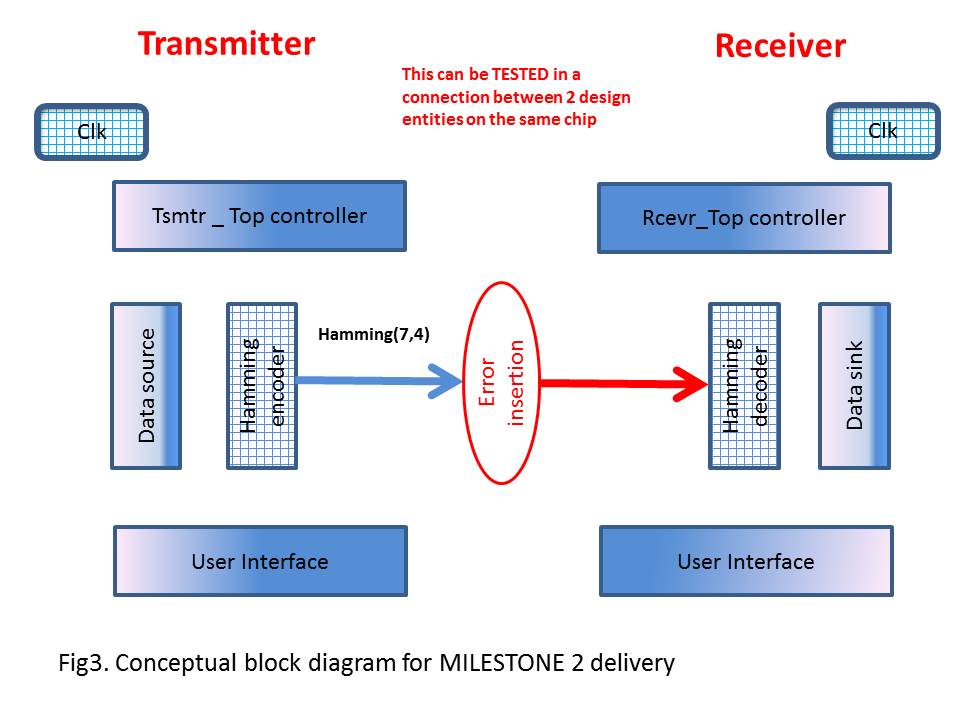 Transmitter
Receiver
This can be TESTED in a
connection between 2 design
entities on the same chip
Clk
Clk
Tsmtr _ Top controller
Rcevr_Top controller
Data source
Hamming
encoder
Hamming(7,4)
Error
insertion
Hamming
decoder
Data sink
User Interface
User Interface
Fig3. Conceptual block diagram for MILESTONE 2 delivery